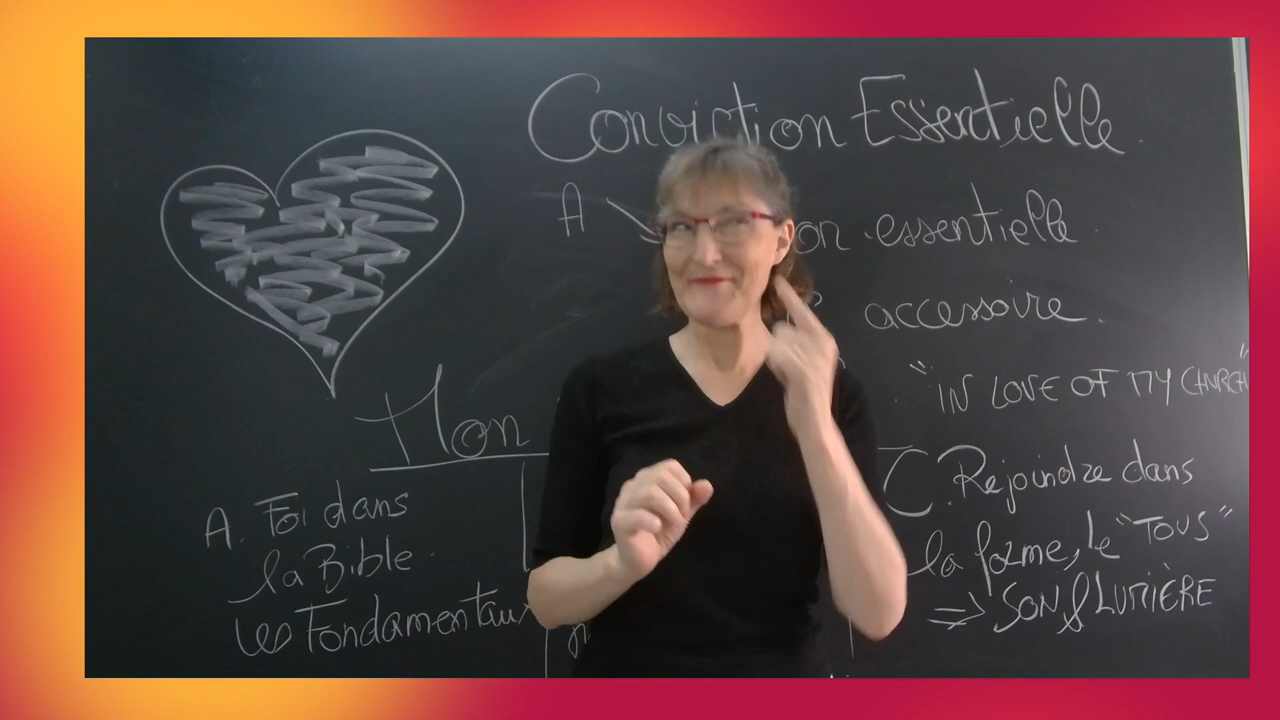 Conviction Essentielle.
A
on essentielle.
accessoire.
"IN LOVE OF MY CHURCH"
Mon
A. Foi dans
la Bible.
les Fondamentaux
C. Rejoindre dans
la forme, le "TOUS"
=> SON & LUMIÈRE